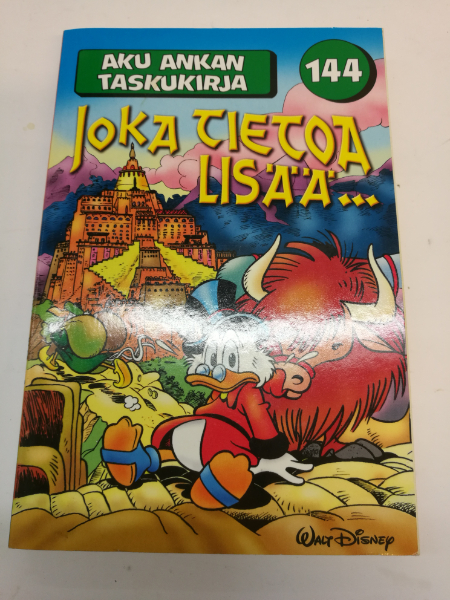 AKU ANKAN
TASKUKIRJA
144
JOKA TIETOA
LISÄÄ...
WALT DISNEY